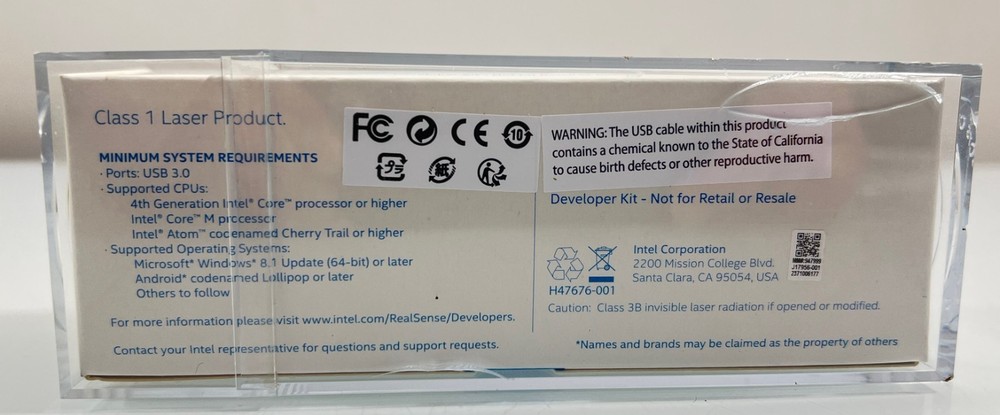 Class 1 Laser Product.
MINIMUM SYSTEM REQUIREMENTS
· Ports: USB 3.0
· Supported CPUs:
4th Generation Intel® Core™ processor or higher
Intel® Core™ M processor
Intel® Atom™ codenamed Cherry Trail or higher
· Supported Operating Systems:
Microsoft® Windows® 8.1 Update (64-bit) or later
Android® codenamed Lollipop or later
Others to follow
For more information please visit www.intel.com/RealSense/Developers.
Contact your Intel representative for questions and support requests.
FC CE 10
プラ 紙
WARNING: The USB cable within this product
contains a chemical known to the State of California
to cause birth defects or other reproductive harm.
Developer Kit - Not for Retail or Resale
H47676-001
Intel Corporation
2200 Mission College Blvd.
Santa Clara, CA 95054, USA
J17956-001
2371006177
Caution: Class 3B invisible laser radiation if opened or modified.
*Names and brands may be claimed as the property of others